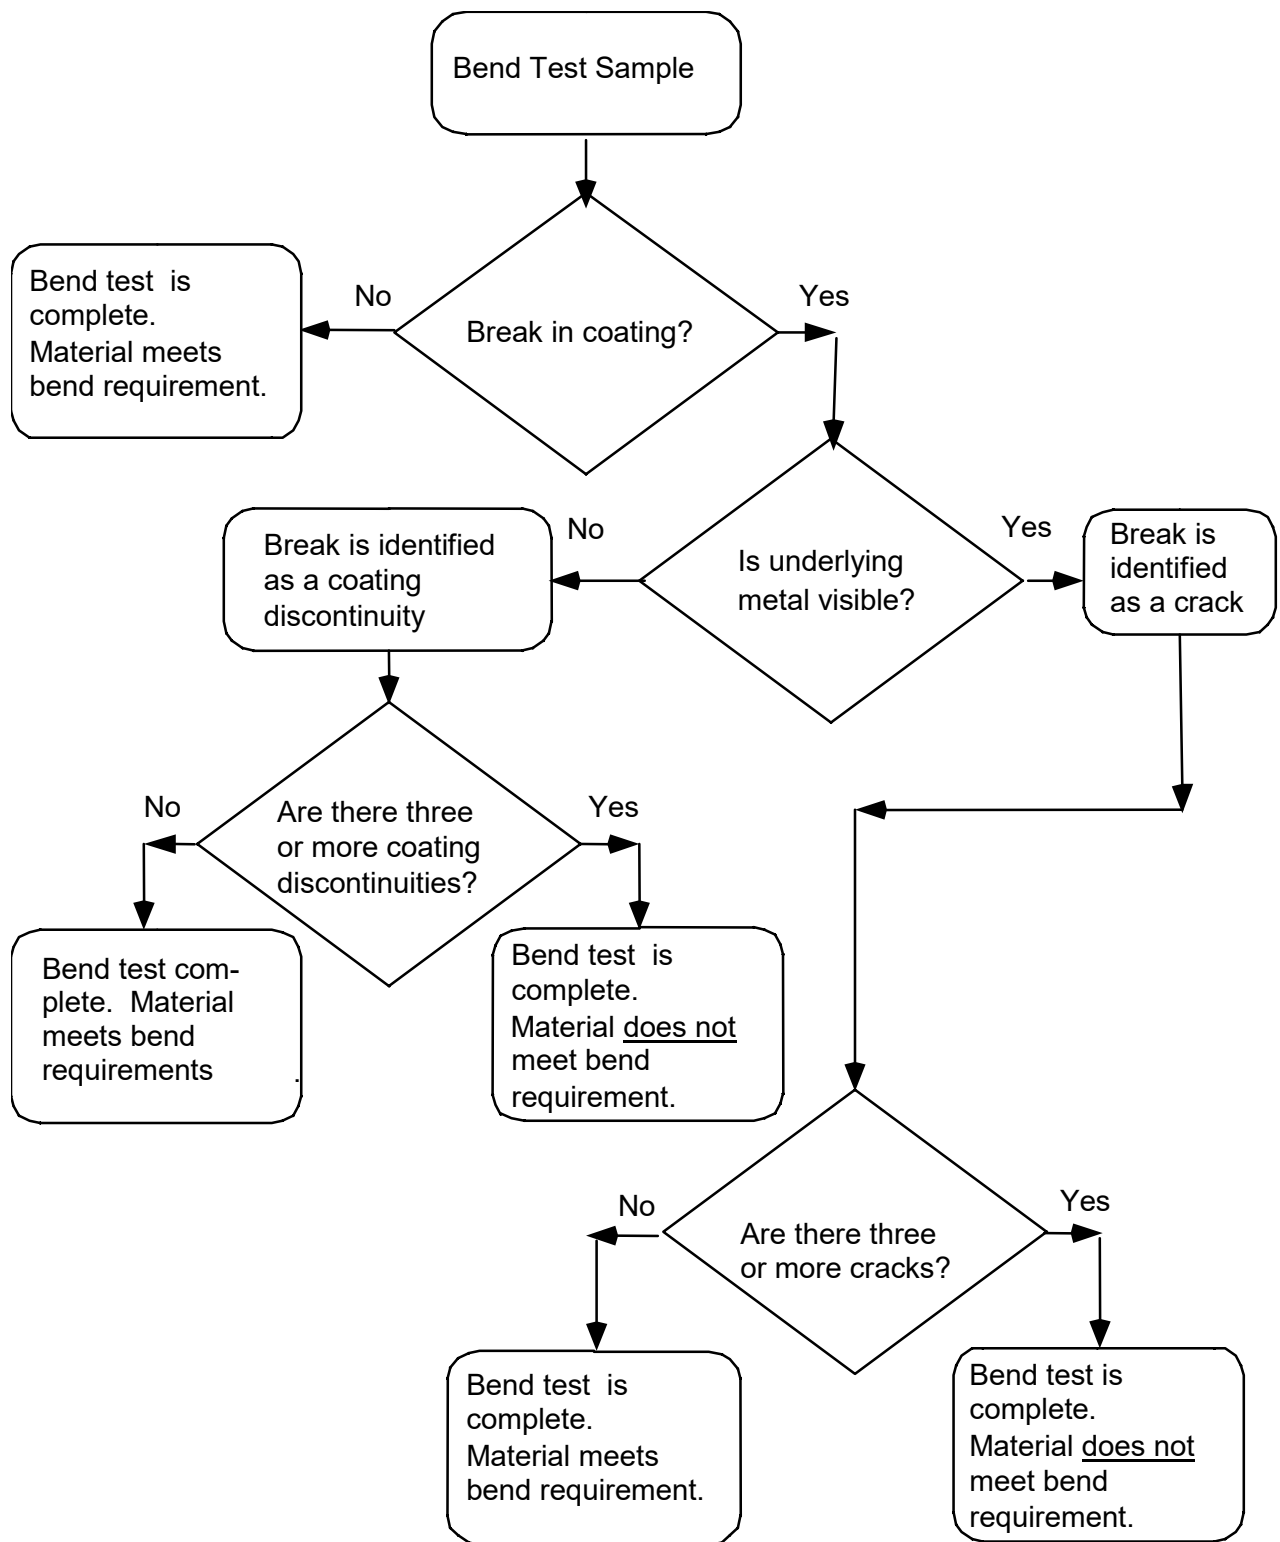 Bend Test Sample
Bend test is
complete.
Material meets
bend requirement.
No
Break in coating?
Yes
Break is identified
as a coating
discontinuity
No
Is underlying
metal visible?
Yes
Break is
identified
as a crack
No
Are there three
or more coating
discontinuities?
Yes
Bend test com-
plete. Material
meets bend
requirements .
Bend test is
complete.
Material does not
meet bend
requirement.
No
Are there three
or more cracks?
Yes
Bend test is
complete.
Material meets
bend requirement.
Bend test is
complete.
Material does not
meet bend
requirement.